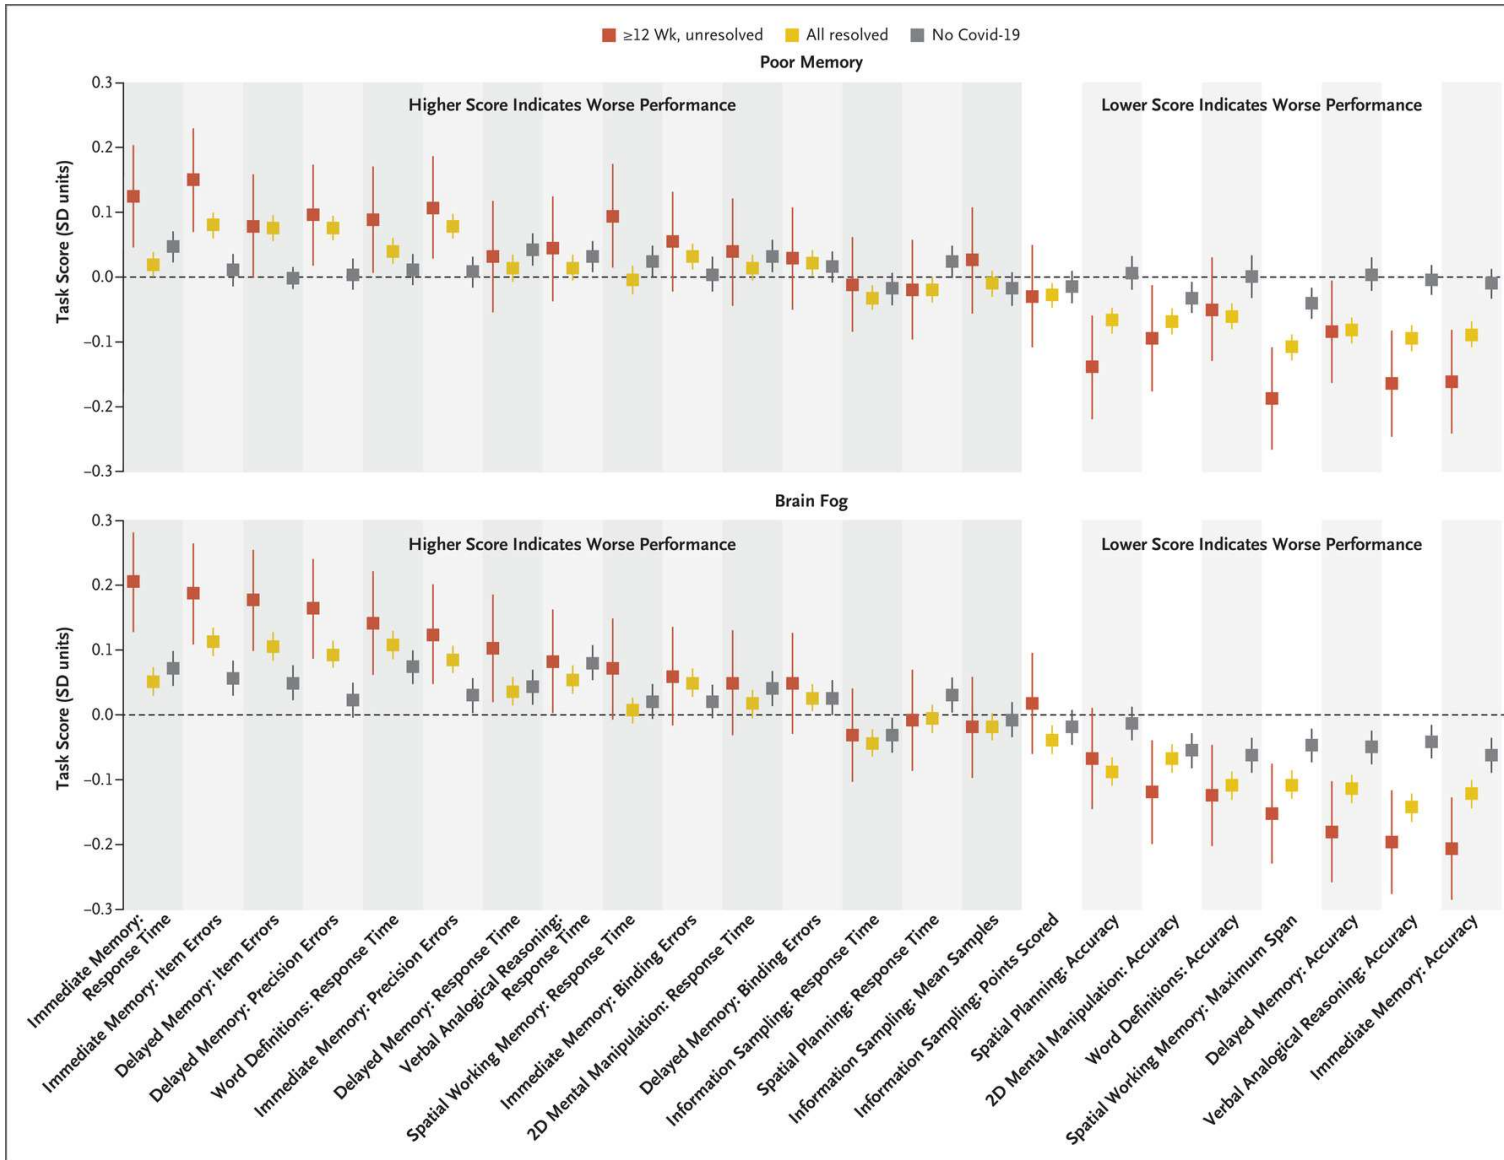 ≥12 Wk, unresolved All resolved No Covid-19
Poor Memory
Higher Score Indicates Worse Performance Lower Score Indicates Worse Performance
Task Score (SD units)
0.3
0.2
0.1
0.0
−0.1
−0.2
−0.3
Brain Fog
Higher Score Indicates Worse Performance Lower Score Indicates Worse Performance
Task Score (SD units)
0.3
0.2
0.1
0.0
−0.1
−0.2
−0.3
Immediate Memory:
Response Time
Immediate Memory: Item Errors
Delayed Memory: Item Errors
Delayed Memory: Precision Errors
Word Definitions: Response Time
Immediate Memory: Precision Errors
Delayed Memory: Response Time
Verbal Analogical Reasoning:
Response Time
Spatial Working Memory: Response Time
Immediate Memory: Binding Errors
2D Mental Manipulation: Response Time
Delayed Memory: Binding Errors
Information Sampling: Response Time
Spatial Planning: Response Time
Information Sampling: Mean Samples
Information Sampling: Points Scored
Spatial Planning: Accuracy
2D Mental Manipulation: Accuracy
Word Definitions: Accuracy
Spatial Working Memory: Maximum Span
Delayed Memory: Accuracy
Verbal Analogical Reasoning: Accuracy
Immediate Memory: Accuracy